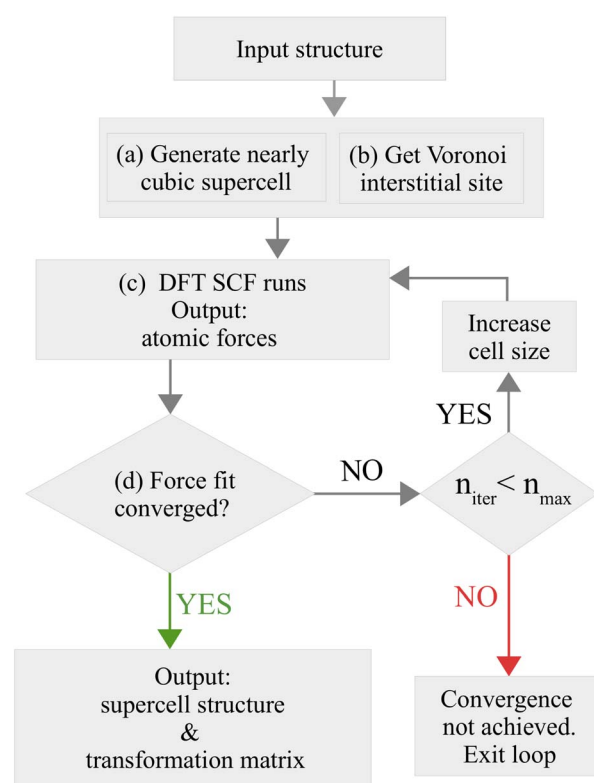 Input structure
(a) Generate nearly
cubic supercell
(b) Get Voronoi
interstitial site
(c) DFT SCF runs
Output:
atomic forces
Increase
cell size
YES
(d) Force fit
converged?
NO
n_iter < n_max
YES
NO
Output:
supercell structure
&
transformation matrix
Convergence
not achieved.
Exit loop